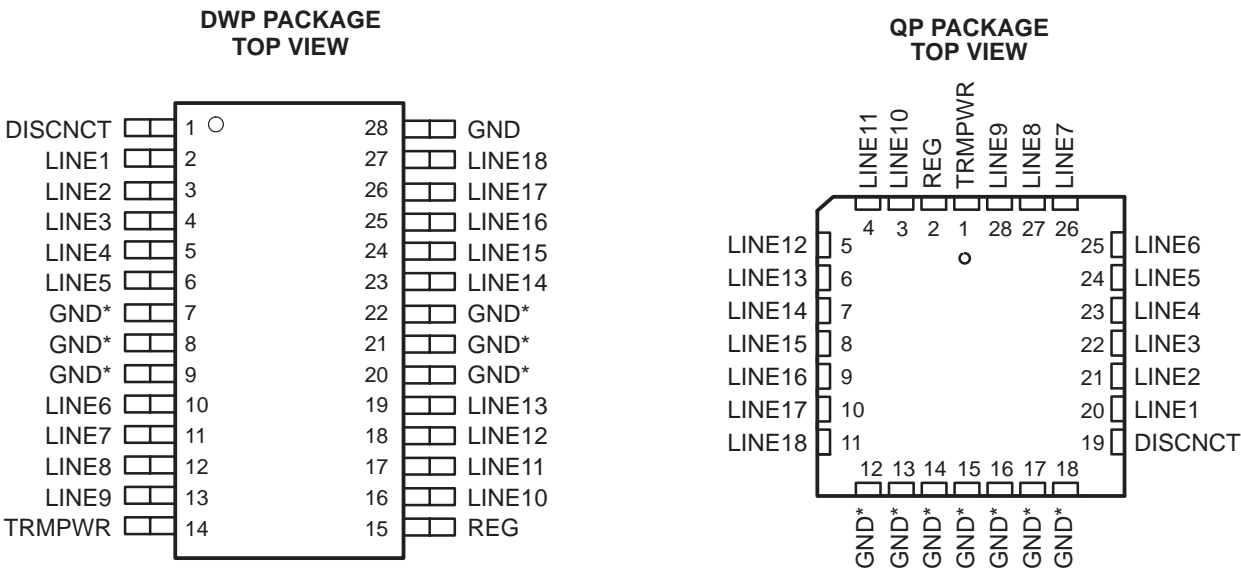 DWP PACKAGE
TOP VIEW
DISCNCT 1 28 GND
LINE1 2 27 LINE18
LINE2 3 26 LINE17
LINE3 4 25 LINE16
LINE4 5 24 LINE15
LINE5 6 23 LINE14
GND* 7 22 GND*
GND* 8 21 GND*
GND* 9 20 GND*
LINE6 10 19 LINE13
LINE7 11 18 LINE12
LINE8 12 17 LINE11
LINE9 13 16 LINE10
TRMPWR 14 15 REG
QP PACKAGE
TOP VIEW
LINE11 LINE10 REG TRMPWR LINE9 LINE8 LINE7
4 3 2 1 28 27 26
LINE12 5 25 LINE6
LINE13 6 24 LINE5
LINE14 7 23 LINE4
LINE15 8 22 LINE3
LINE16 9 21 LINE2
LINE17 10 20 LINE1
LINE18 11 19 DISCNCT
12 13 14 15 16 17 18
GND* GND* GND* GND* GND* GND* GND*